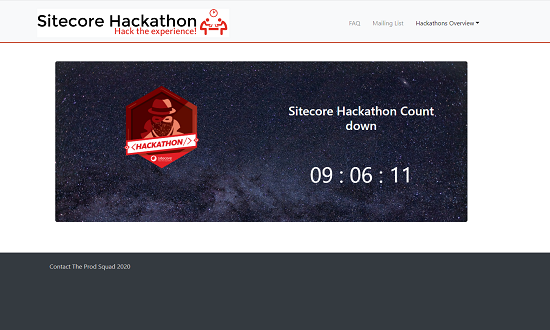 Sitecore Hackathon
Hack the experience!
FAQ
Mailing List
Hackathons Overview
Sitecore Hackathon Count
down
<HACKATHON/>
SITECORE
09 : 06 : 11
Contact The Prod Squad 2020